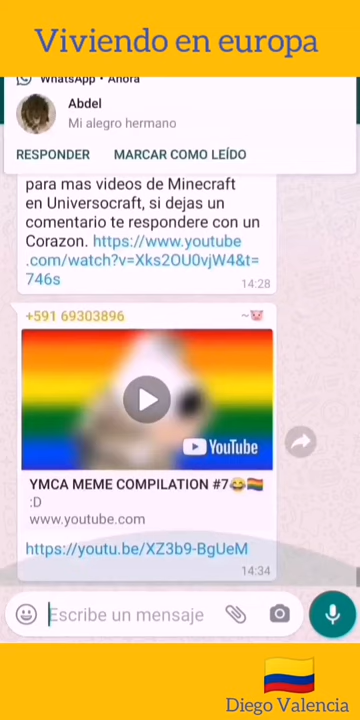 Viviendo en europa
WhatsApp • Ahora
Abdel
Mi alegro hermano
RESPONDER MARCAR COMO LEÍDO
para mas videos de Minecraft
en Universocraft, si dejas un
comentario te respondere con un
Corazon. https://www.youtube
.com/watch?v=Xks2OU0vjW4&t=
746s
14:28
+591 69303896 ~🐷
YouTube
YMCA MEME COMPILATION #7😂🏳️‍🌈
:D
www.youtube.com
https://youtu.be/XZ3b9-BgUeM
14:34
Escribe un mensaje
Diego Valencia